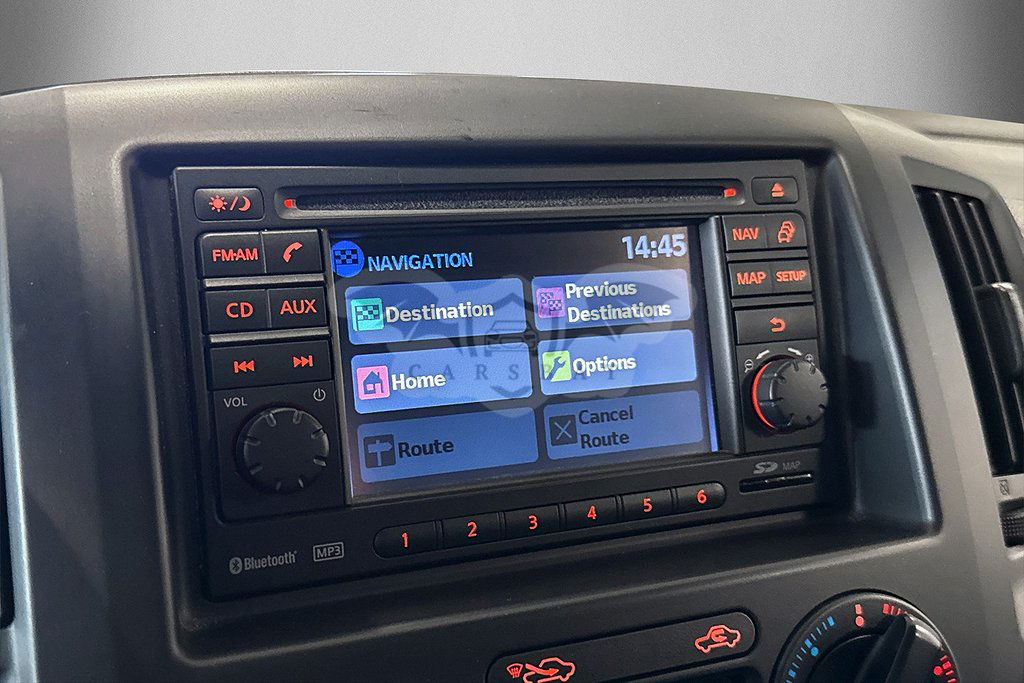 FM•AM
CD
AUX
VOL
Bluetooth
MP3
NAVIGATION
14:45
Destination
Previous
Destinations
Home
Options
Route
Cancel
Route
NAV
MAP
SETUP
SD
MAP
1
2
3
4
5
6